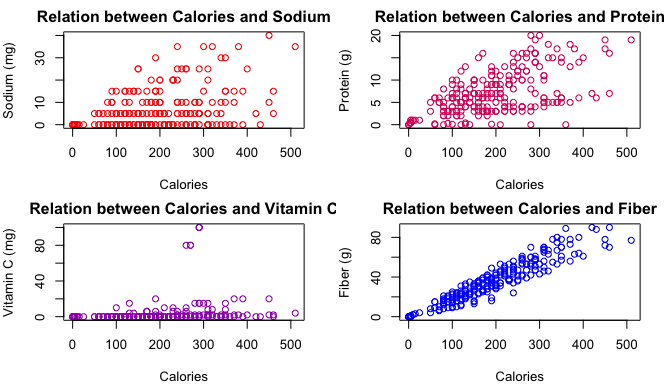 Relation between Calories and Sodium
Sodium (mg)
30
10
0
0 100 200 300 400 500
Calories
Relation between Calories and Protein
Protein (g)
20
10
5
0
0 100 200 300 400 500
Calories
Relation between Calories and Vitamin C
Vitamin C (mg)
80
40
0
0 100 200 300 400 500
Calories
Relation between Calories and Fiber
Fiber (g)
80
40
0
0 100 200 300 400 500
Calories